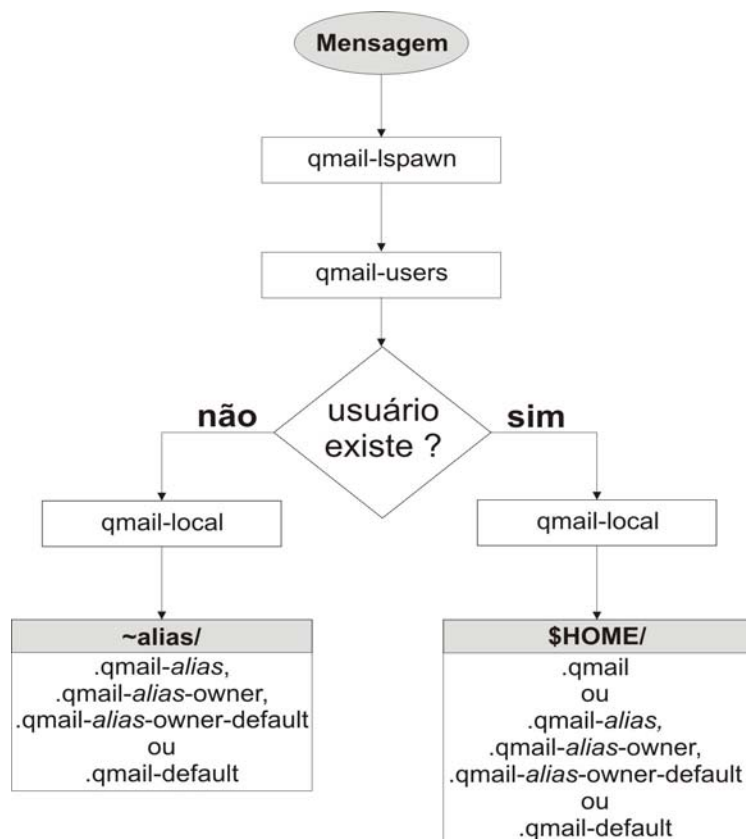 Mensagem
qmail-lspawn
qmail-users
usuário
existe ?
não
sim
qmail-local
qmail-local
~alias/
.qmail-alias,
.qmail-alias-owner,
.qmail-alias-owner-default
ou
.qmail-default
$HOME/
.qmail
ou
.qmail-alias,
.qmail-alias-owner,
.qmail-alias-owner-default
ou
.qmail-default